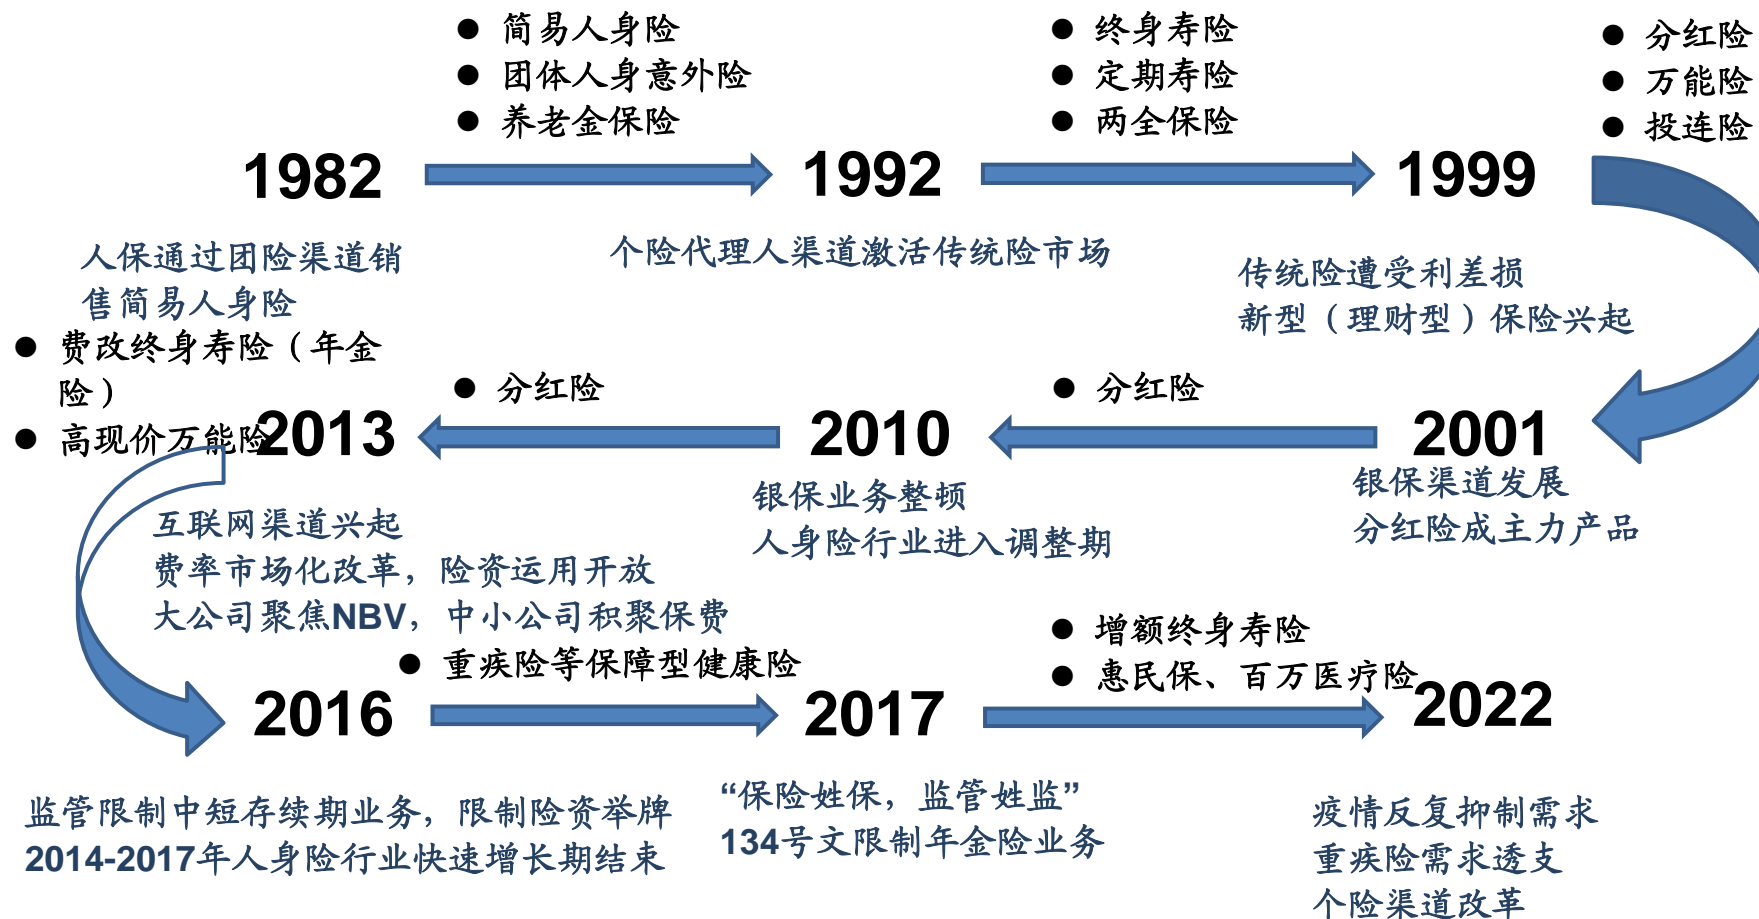 ● 简易人身险
● 团体人身意外险
● 养老金保险
● 终身寿险
● 定期寿险
● 两全保险
● 分红险
● 万能险
● 投连险
1982
1992
1999
人保通过团险渠道销
售简易人身险
个险代理人渠道激活传统险市场
传统险遭受利差损
新型（理财型）保险兴起
● 费改终身寿险（年金
险）
● 高现价万能险
● 分红险
● 分红险
2013
2010
2001
互联网渠道兴起
费率市场化改革，险资运用开放
大公司聚焦NBV，中小公司积聚保费
银保业务整顿
人身险行业进入调整期
银保渠道发展
分红险成主力产品
● 重疾险等保障型健康险
● 增额终身寿险
● 惠民保、百万医疗险
2016
2017
2022
监管限制中短存续期业务，限制险资举牌
2014-2017年人身险行业快速增长期结束
“保险姓保，监管姓监”
134号文限制年金险业务
疫情反复抑制需求
重疾险需求透支
个险渠道改革